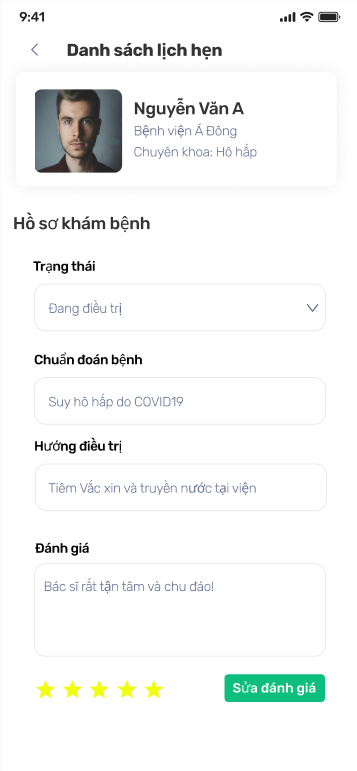 9:41
Danh sách lịch hẹn
Nguyễn Văn A
Bệnh viện Á Đông
Chuyên khoa: Hô hấp
Hồ sơ khám bệnh
Trạng thái
Đang điều trị
Chuẩn đoán bệnh
Suy hô hấp do COVID19
Hướng điều trị
Tiêm Vắc xin và truyền nước tại viện
Đánh giá
Bác sĩ rất tận tâm và chu đáo!
Sửa đánh giá